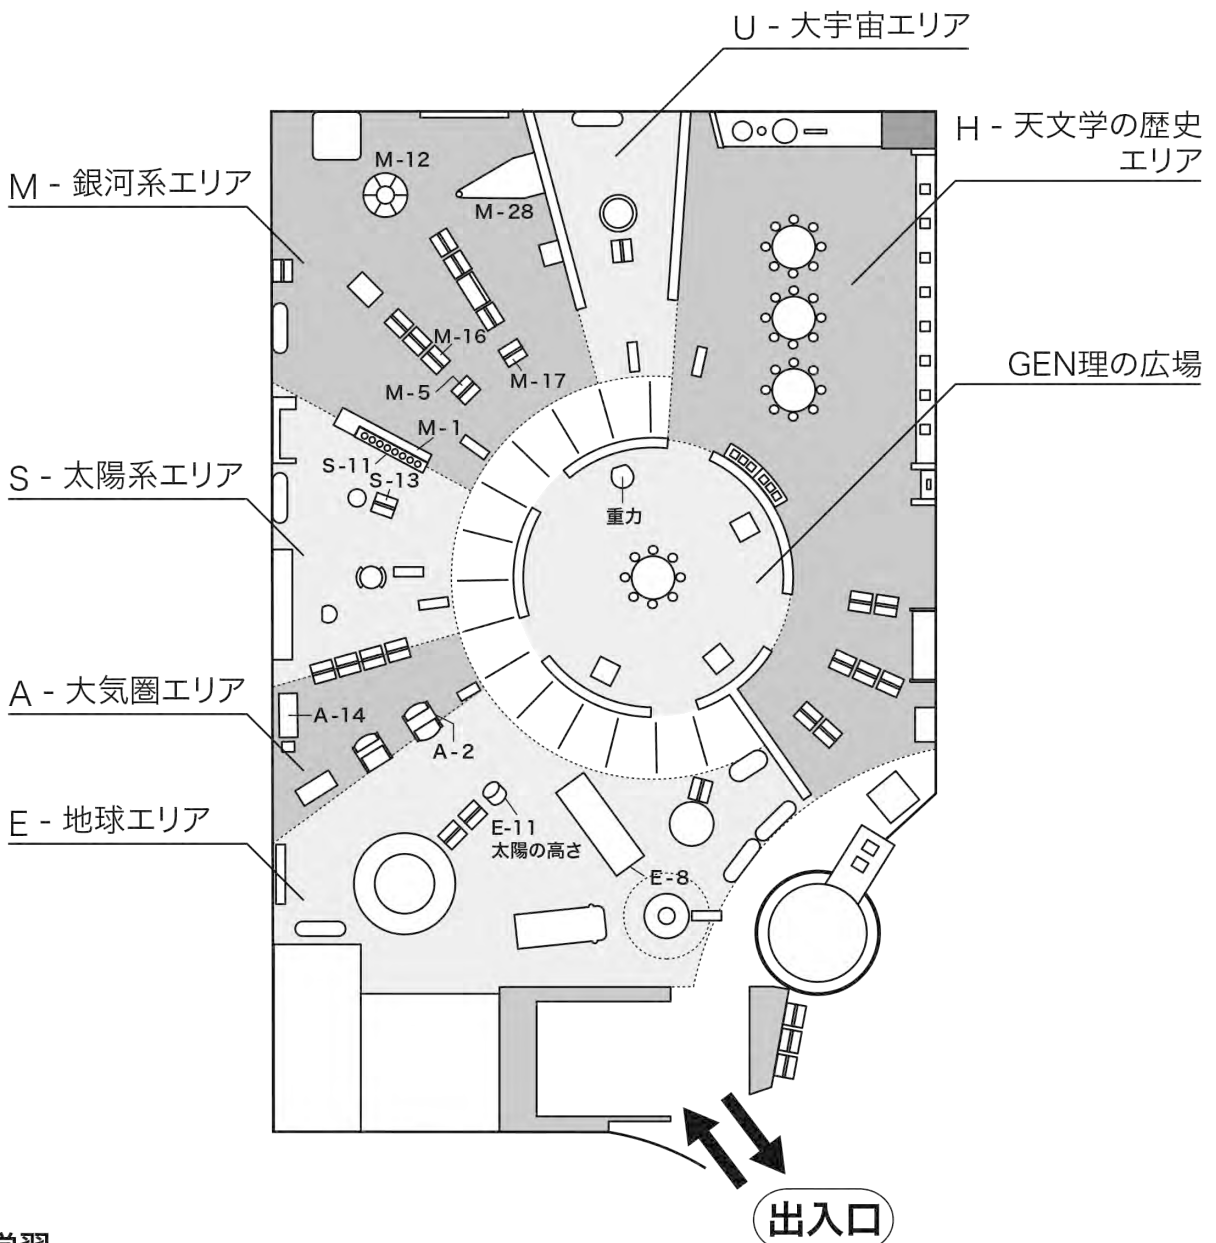 U - 大宇宙エリア
H - 天文学の歴史
エリア
M - 銀河系エリア
M-12
M-28
M-16
M-17
M-5
GEN理の広場
M-1
S-11
S-13
S - 太陽系エリア
重力
A - 大気圏エリア
A-14
A-2
E - 地球エリア
E-11
太陽の高さ
E-8
出入口